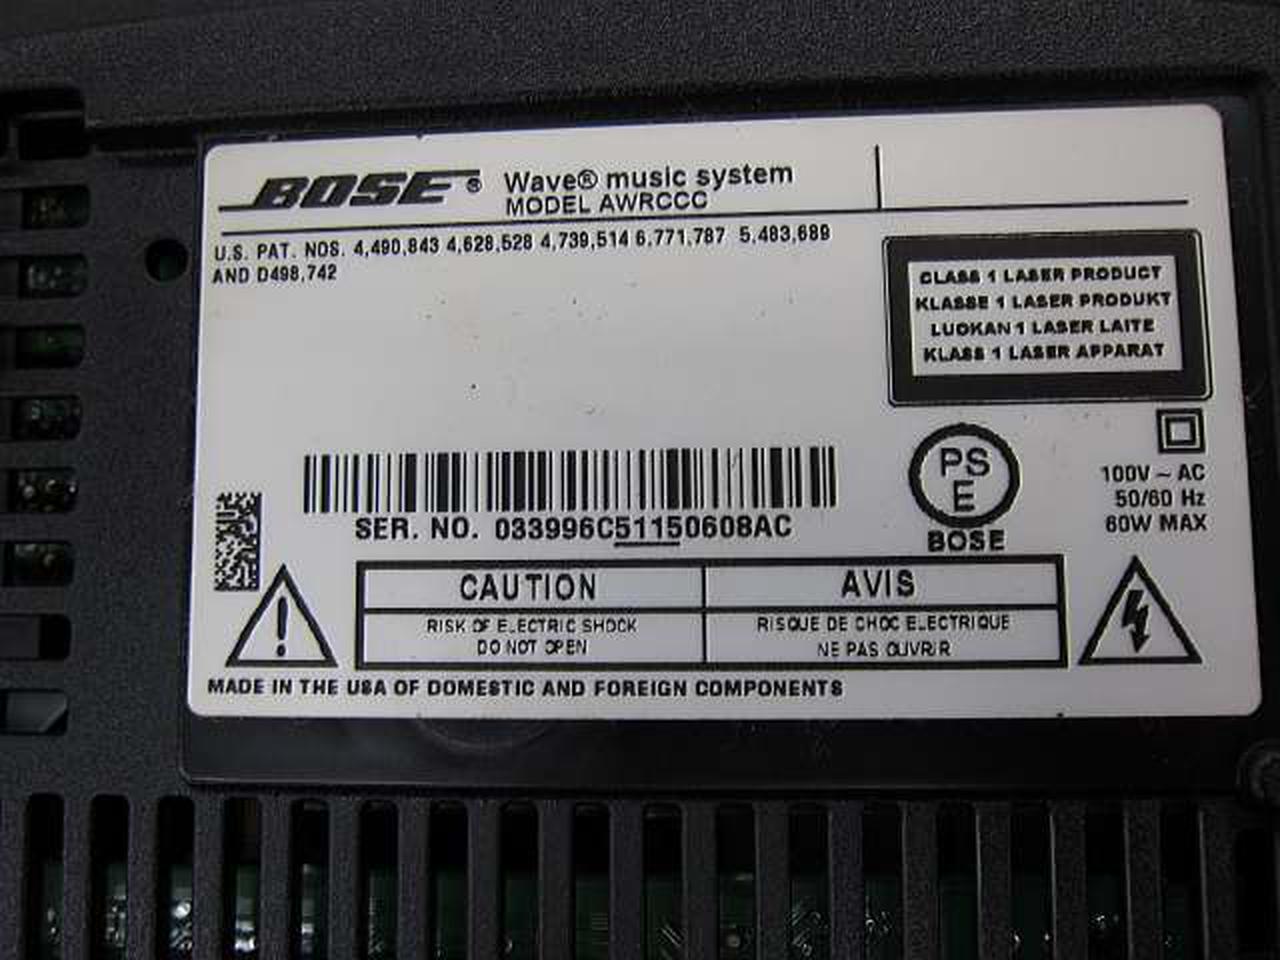 BOSE® Wave® music system
MODEL AWRCCC
U.S. PAT. NOS. 4,490,843 4,628,528 4,739,514 6,771,787 5,483,689
AND D498,742
CLASS 1 LASER PRODUCT
KLASSE 1 LASER PRODUKT
LUOKAN 1 LASER LAITE
KLASS 1 LASER APPARAT
PS
E
BOSE
100V ~ AC
50/60 Hz
60W MAX
SER. NO. 033996C51150608AC
CAUTION
RISK OF ELECTRIC SHOCK
DO NOT OPEN
AVIS
RISQUE DE CHOC ELECTRIQUE
NE PAS OUVRIR
MADE IN THE USA OF DOMESTIC AND FOREIGN COMPONENTS